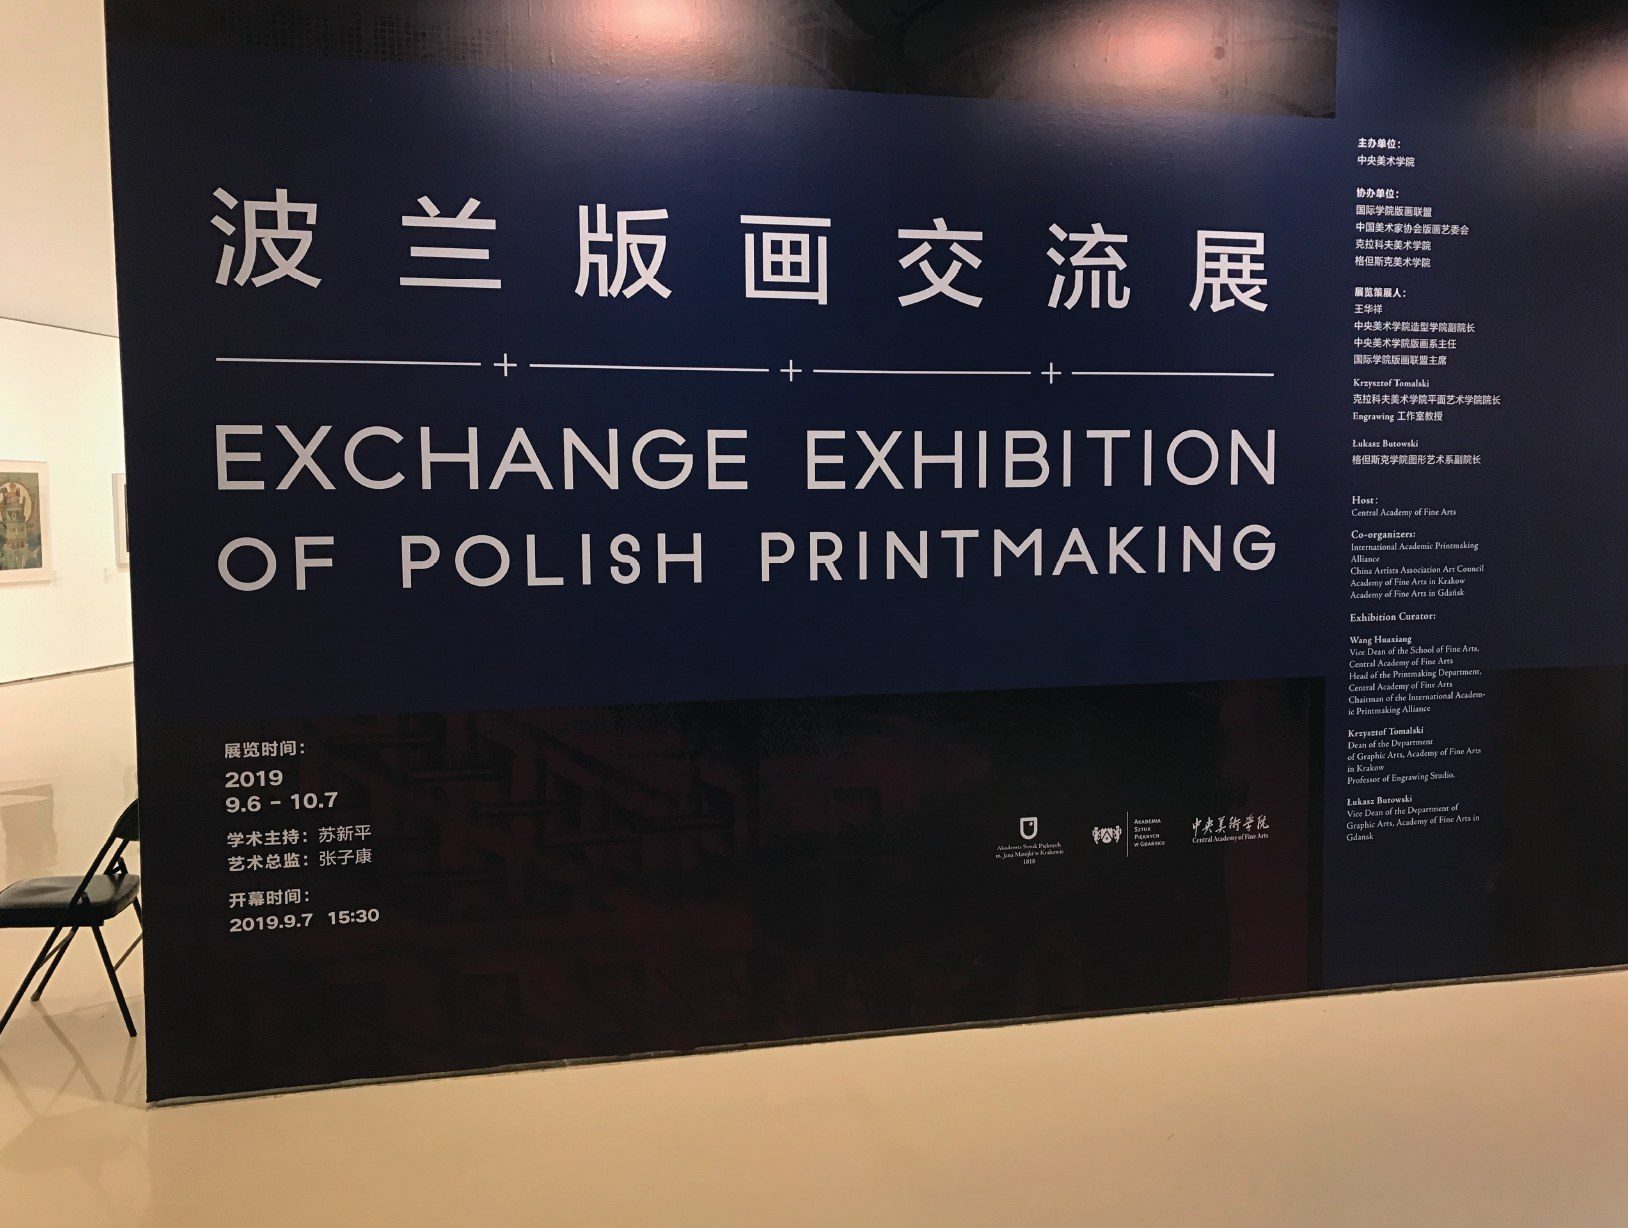 波兰版画交流展
EXCHANGE EXHIBITION
OF POLISH PRINTMAKING
展览时间：
2019
9.6 - 10.7
学术主持：苏新平
艺术总监：张子康
开幕时间：
2019.9.7 15:30
Akademia Sztuk Pięknych
m. Jana Matejki w Krakowie
1818
AKADEMIA
SZTUK
PIĘKNYCH
W GDAŃSKU
中央美術学院
Central Academy of Fine Arts
主办单位：
中央美术学院
协办单位：
国际学院版画联盟
中国美术家协会版画艺委会
克拉科夫美术学院
格但斯克美术学院
展览策展人：
王华祥
中央美术学院造型学院副院长
中央美术学院版画系主任
国际学院版画联盟主席
Krzysztof Tomalski
克拉科夫美术学院平面艺术学院院长
Engrawing 工作室教授
Łukasz Butowski
格但斯克学院图形艺术系副院长
Host：
Central Academy of Fine Arts
Co-organizers:
International Academic Printmaking
Alliance
China Artists Association Art Council
Academy of Fine Arts in Krakow
Academy of Fine Arts in Gdańsk
Exhibition Curator:
Wang Huaxiang
Vice Dean of the School of Fine Arts,
Central Academy of Fine Arts
Head of the Printmaking Department,
Central Academy of Fine Arts
Chairman of the International Academ-
ic Printmaking Alliance
Krzysztof Tomalski
Dean of the Department
of Graphic Arts, Academy of Fine Arts
in Krakow
Professor of Engrawing Studio.
Łukasz Butowski
Vice Dean of the Department of
Graphic Arts, Academy of Fine Arts in
Gdansk